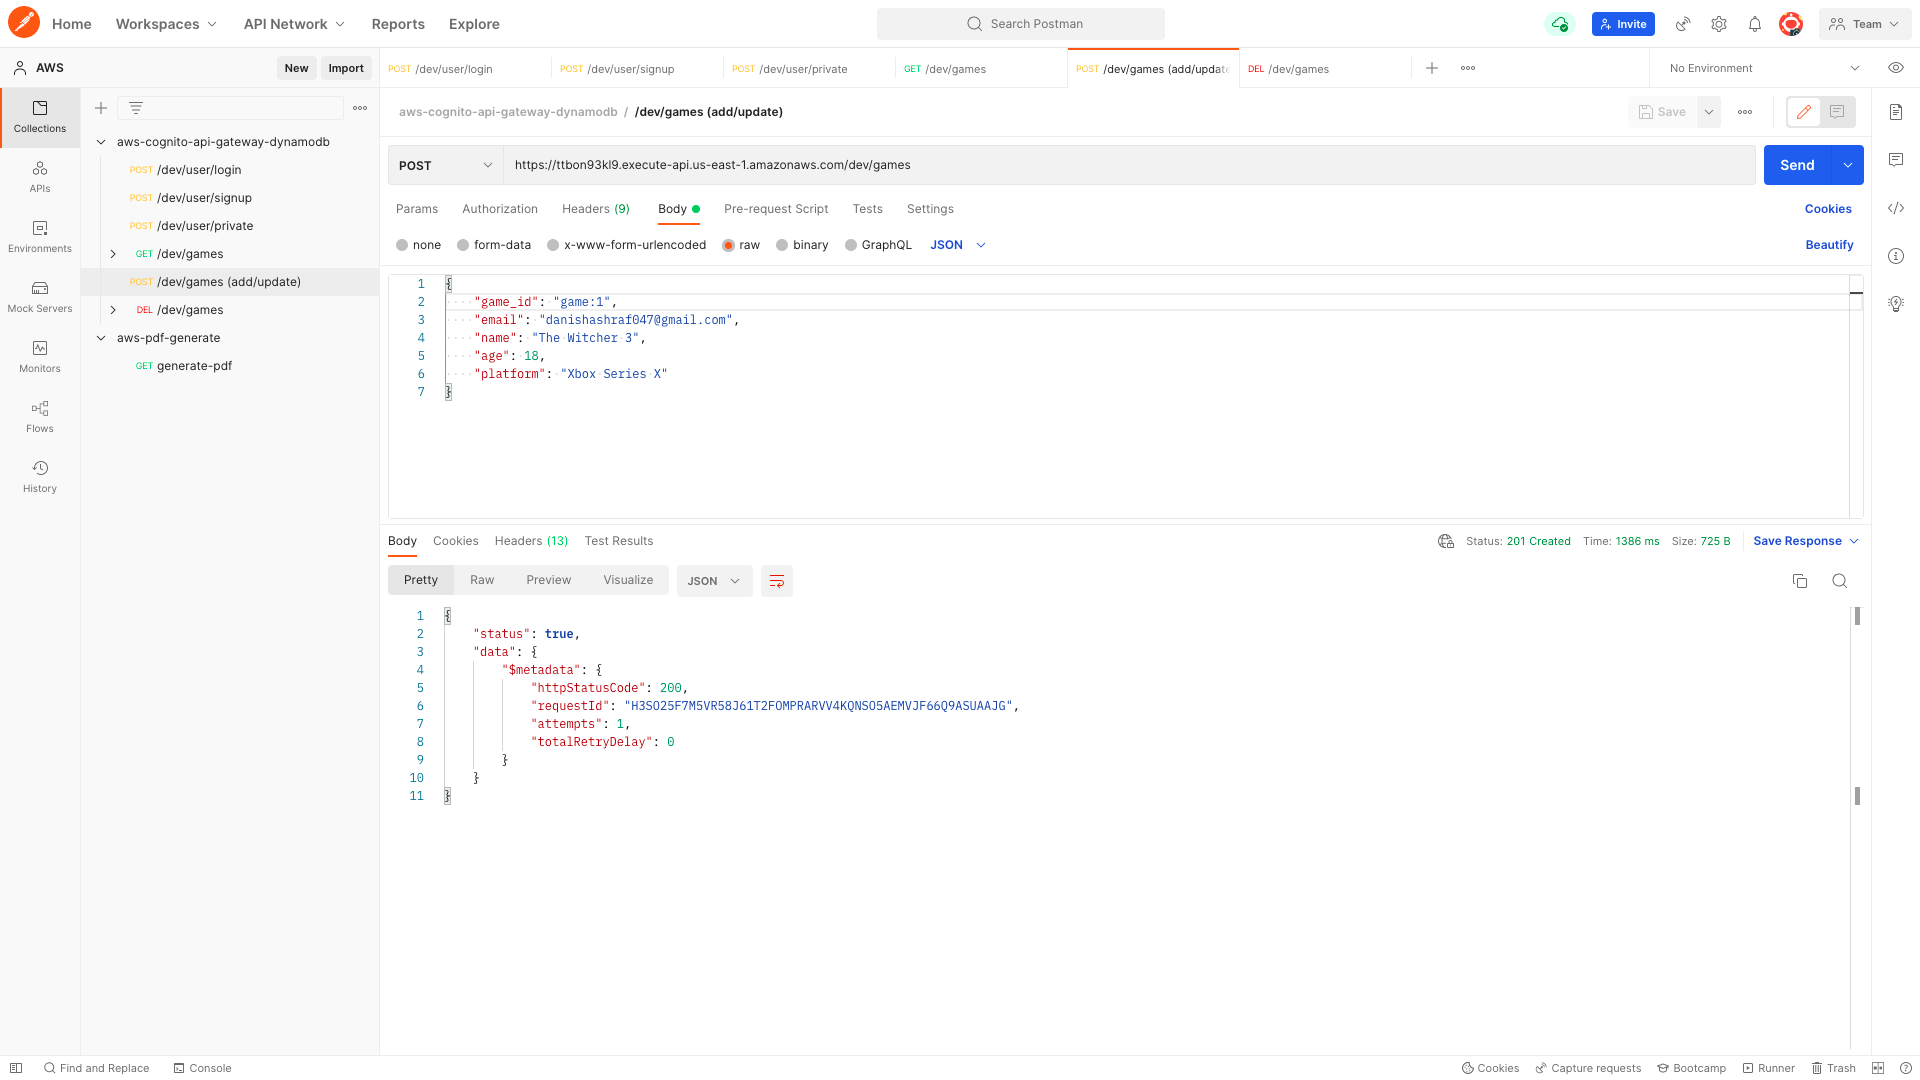 Home Workspaces API Network Reports Explore Search Postman Invite Team
AWS New Import
POST /dev/user/login POST /dev/user/signup POST /dev/user/private GET /dev/games POST /dev/games (add/update DEL /dev/games No Environment
Collections
APIs
Environments
Mock Servers
Monitors
Flows
History
aws-cognito-api-gateway-dynamodb
POST /dev/user/login
POST /dev/user/signup
POST /dev/user/private
GET /dev/games
POST /dev/games (add/update)
DEL /dev/games
aws-pdf-generate
GET generate-pdf
aws-cognito-api-gateway-dynamodb / /dev/games (add/update) Save
POST https://ttbon93kl9.execute-api.us-east-1.amazonaws.com/dev/games Send
Params Authorization Headers (9) Body Pre-request Script Tests Settings Cookies
none form-data x-www-form-urlencoded raw binary GraphQL JSON Beautify
1 {
2 "game_id": "game:1",
3 "email": "danishashraf047@gmail.com",
4 "name": "The Witcher 3",
5 "age": 18,
6 "platform": "Xbox Series X"
7 }
Body Cookies Headers (13) Test Results Status: 201 Created Time: 1386 ms Size: 725 B Save Response
Pretty Raw Preview Visualize JSON
1 {
2 "status": true,
3 "data": {
4 "$metadata": {
5 "httpStatusCode": 200,
6 "requestId": "H3SO25F7M5VR58J61T2FOMPRARVV4KQNSO5AEMVJF66Q9ASUAAJG",
7 "attempts": 1,
8 "totalRetryDelay": 0
9 }
10 }
11 }
Find and Replace Console Cookies Capture requests Bootcamp Runner Trash